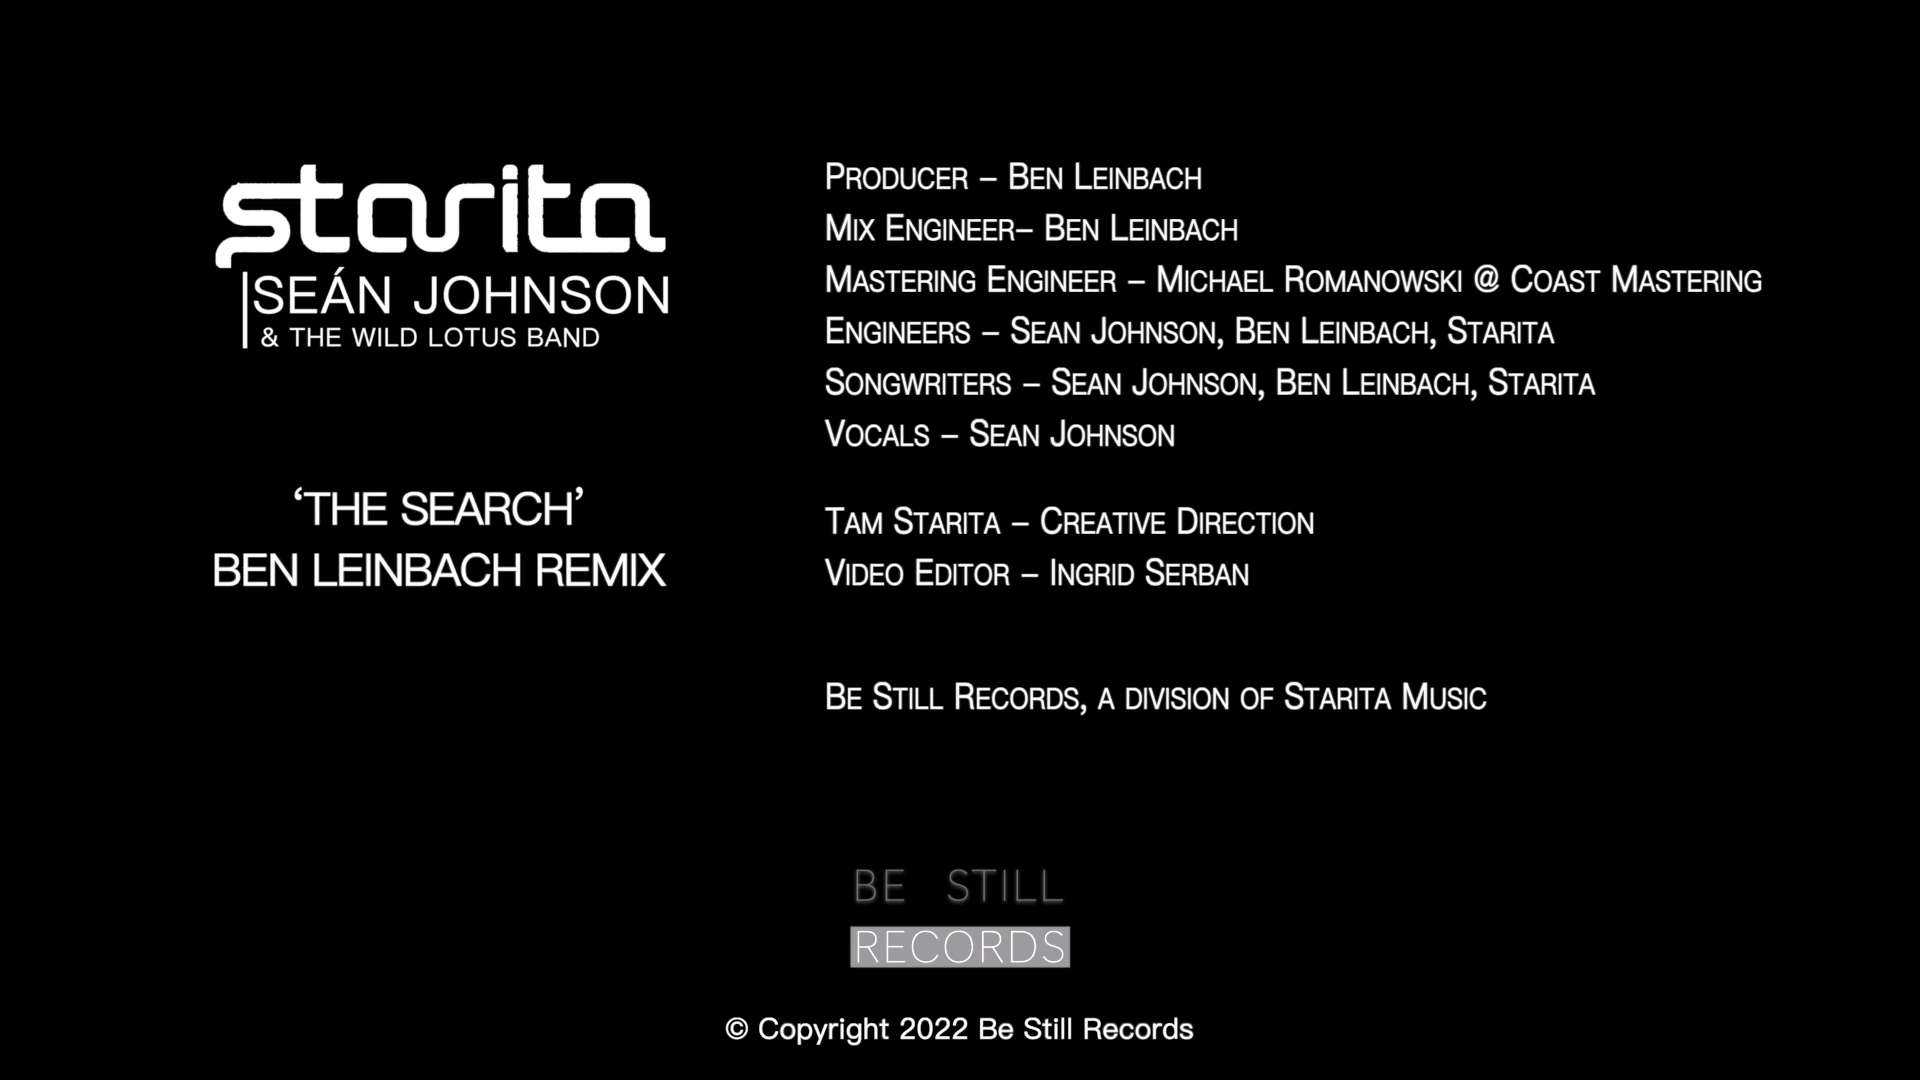 starita
SEÁN JOHNSON
& THE WILD LOTUS BAND
‘THE SEARCH’
BEN LEINBACH REMIX
PRODUCER – BEN LEINBACH
MIX ENGINEER– BEN LEINBACH
MASTERING ENGINEER – MICHAEL ROMANOWSKI @ COAST MASTERING
ENGINEERS – SEAN JOHNSON, BEN LEINBACH, STARITA
SONGWRITERS – SEAN JOHNSON, BEN LEINBACH, STARITA
VOCALS – SEAN JOHNSON
TAM STARITA – CREATIVE DIRECTION
VIDEO EDITOR – INGRID SERBAN
BE STILL RECORDS, A DIVISION OF STARITA MUSIC
BE STILL
RECORDS
© Copyright 2022 Be Still Records